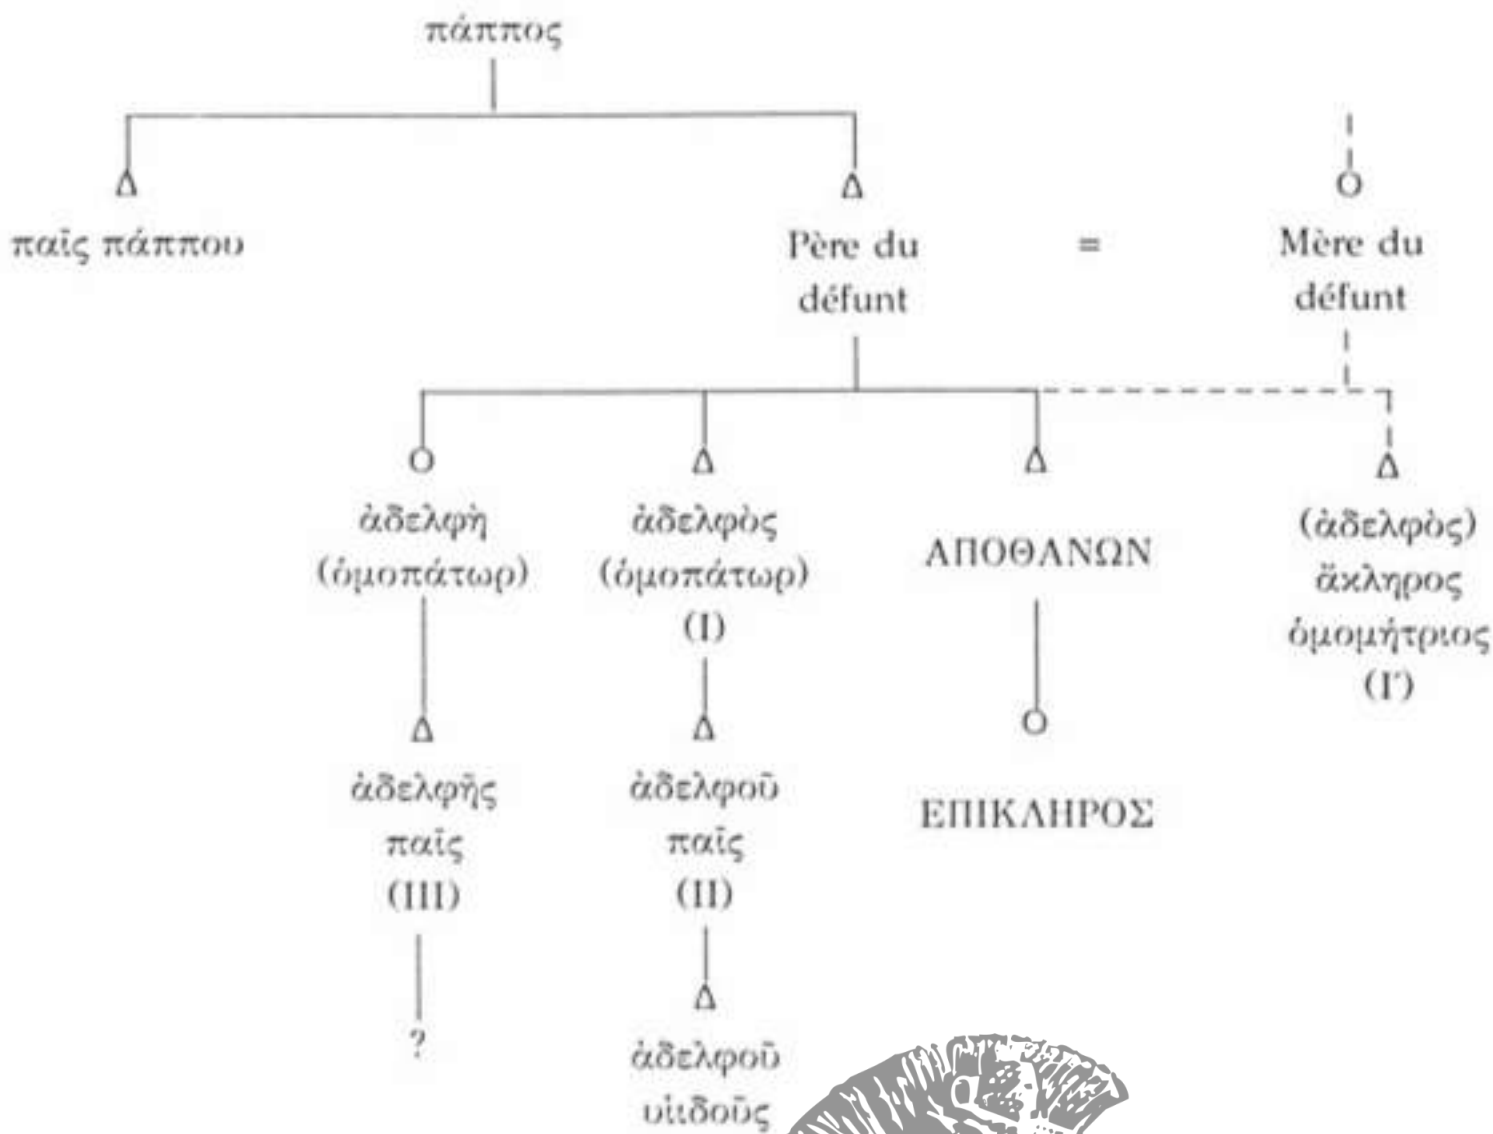 πάππος
Δ Δ Ο
παῖς πάππου Père du = Mère du
défunt défunt
Ο Δ Δ Δ
ἀδελφὴ ἀδελφὸς ΑΠΟΘΑΝΩΝ (ἀδελφὸς)
(ὁμοπάτωρ) (ὁμοπάτωρ) ἄκληρος
(I) ὁμομήτριος
(I')
Δ Δ Ο
ἀδελφῆς ἀδελφοῦ ΕΠΙΚΛΗΡΟΣ
παῖς παῖς
(III) (II)
Δ
? ἀδελφοῦ
υἱιδοῦς